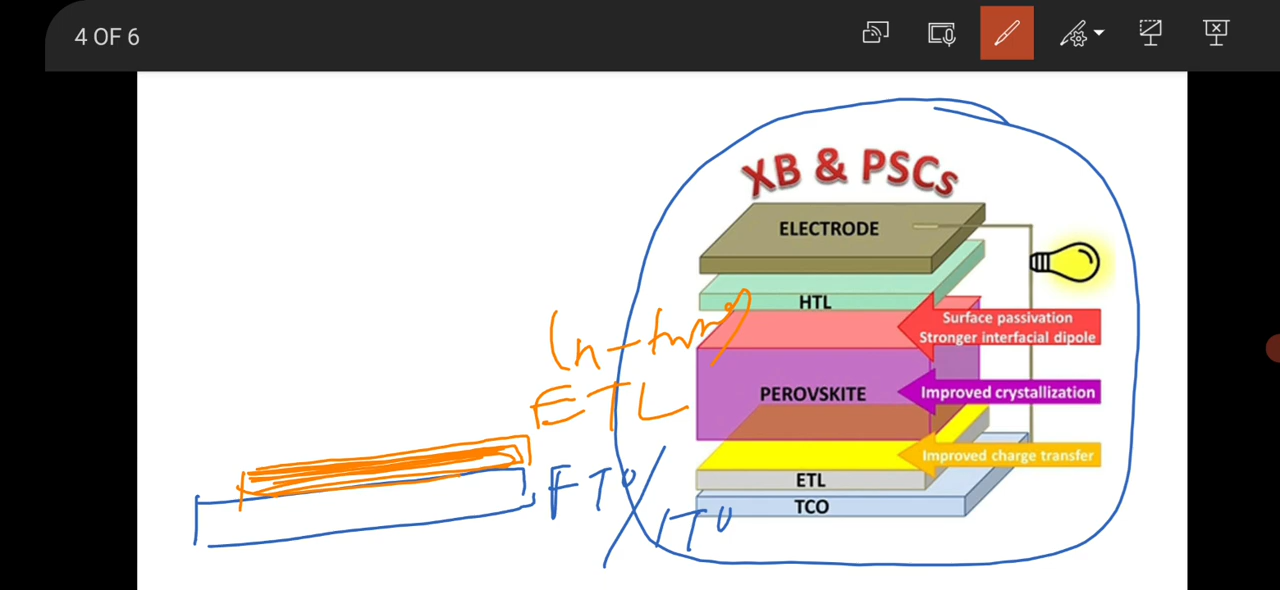 4 OF 6
XB & PSCs
ELECTRODE
HTL
Surface passivation
Stronger interfacial dipole
(n-type)
PEROVSKITE
Improved crystallization
ETL
Improved charge transfer
ETL
FTO/
ITO
TCO